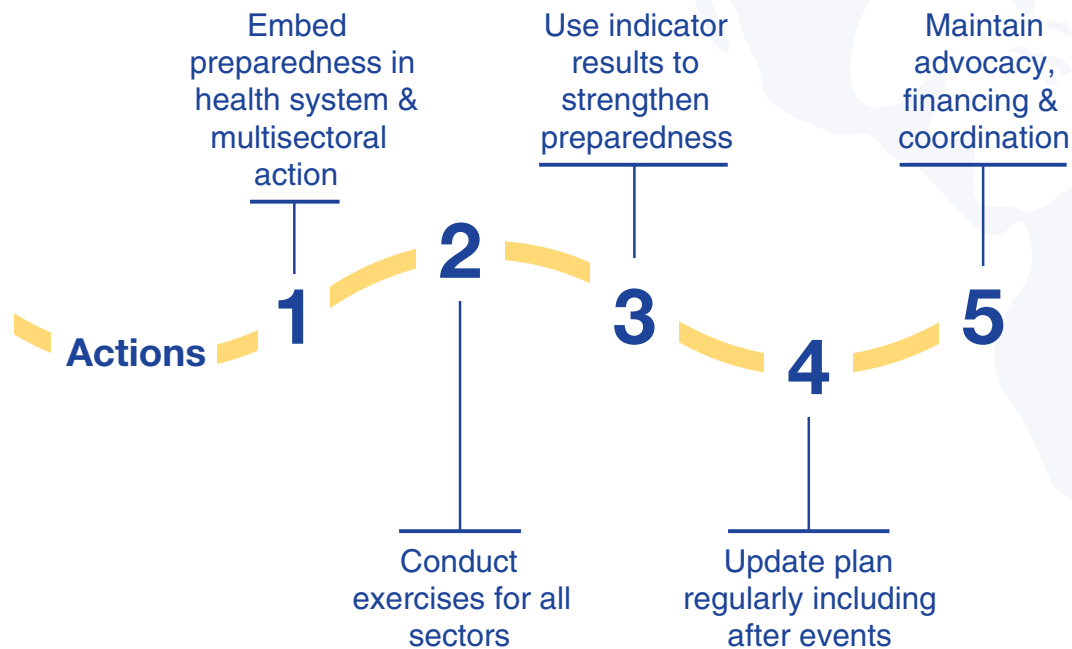 Actions
1
Embed
preparedness in
health system &
multisectoral
action
2
Conduct
exercises for all
sectors
3
Use indicator
results to
strengthen
preparedness
4
Update plan
regularly including
after events
5
Maintain
advocacy,
financing &
coordination